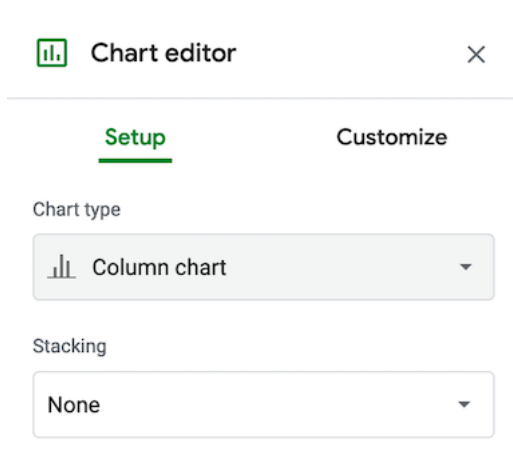 Chart editor
Setup Customize
Chart type
Column chart
Stacking
None